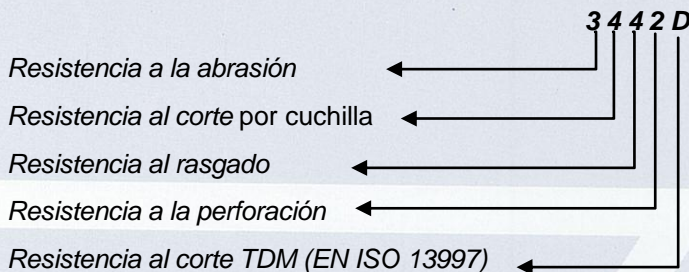 3 4 4 2 D
Resistencia a la abrasión
Resistencia al corte por cuchilla
Resistencia al rasgado
Resistencia a la perforación
Resistencia al corte TDM (EN ISO 13997)